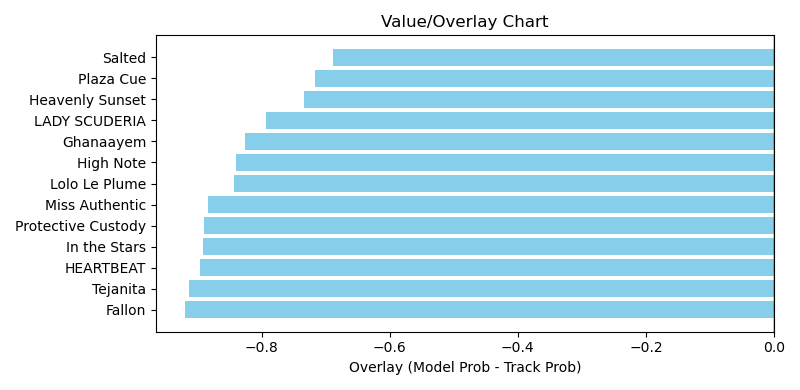 Value/Overlay Chart
Salted
Plaza Cue
Heavenly Sunset
LADY SCUDERIA
Ghanaayem
High Note
Lolo Le Plume
Miss Authentic
Protective Custody
In the Stars
HEARTBEAT
Tejanita
Fallon
−0.8 −0.6 −0.4 −0.2 0.0
Overlay (Model Prob - Track Prob)